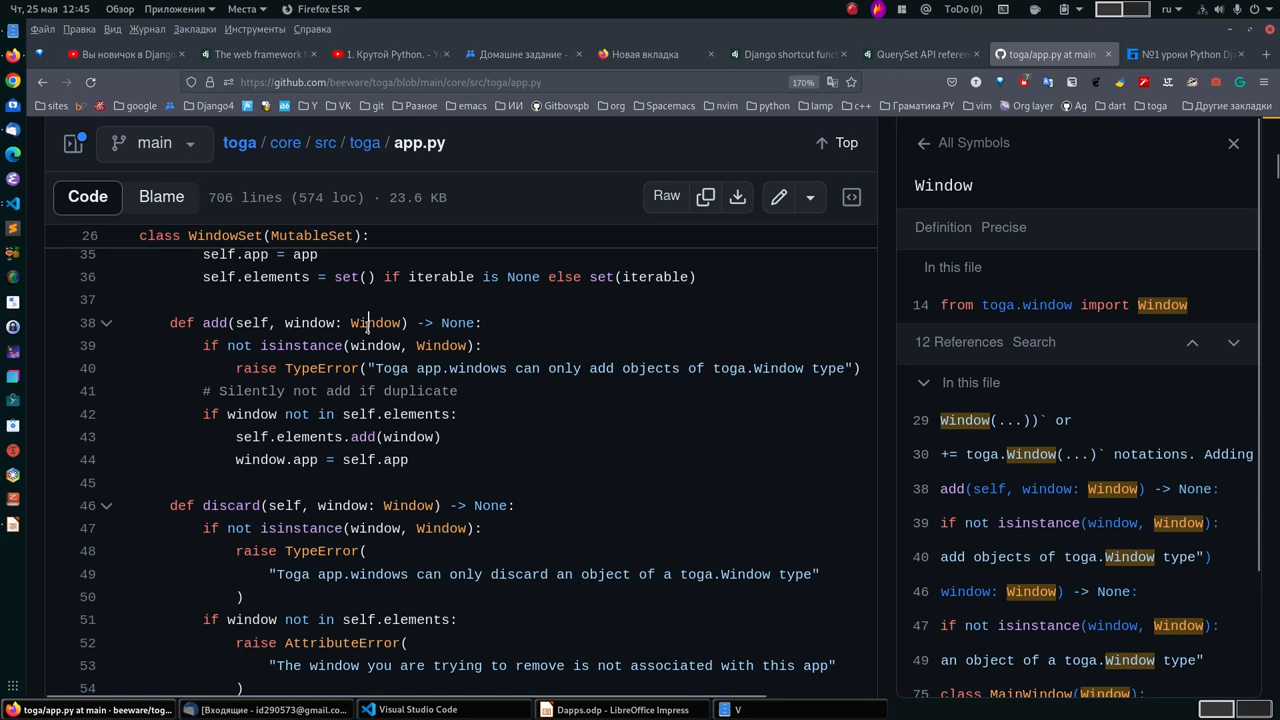 Чт, 25 мая 12:45 Обзор Приложения Места Firefox ESR ToDo(0) ru
Файл Правка Вид Журнал Закладки Инструменты Справка
Вы новичок в Django The web framework f 1. Крутой Python. - Y Домашние задание - 2 Новая вкладка Django shortcut funct QuerySet API referenc toga/app.py at main · №1 уроки Python Dj
https://github.com/beeware/toga/blob/main/core/src/toga/app.py 170%
sites bP google Django4 Y VK git Разное emacs ИИ Gitbovspb org Spacemacs nvim python lamp c++ Граматика РУ vim Org layer Ag dart toga Другие закладки
main toga / core / src / toga / app.py Top
All Symbols
Window
Code Blame 706 lines (574 loc) · 23.6 KB Raw
Definition Precise
26 class WindowSet(MutableSet):
35 self.app = app
36 self.elements = set() if iterable is None else set(iterable)
37
38 def add(self, window: Window) -> None:
39 if not isinstance(window, Window):
40 raise TypeError("Toga app.windows can only add objects of toga.Window type")
41 # Silently not add if duplicate
42 if window not in self.elements:
43 self.elements.add(window)
44 window.app = self.app
45
46 def discard(self, window: Window) -> None:
47 if not isinstance(window, Window):
48 raise TypeError(
49 "Toga app.windows can only discard an object of a toga.Window type"
50 )
51 if window not in self.elements:
52 raise AttributeError(
53 "The window you are trying to remove is not associated with this app"
54 )
In this file
14 from toga.window import Window
12 References Search
In this file
29 Window(...))` or
30 += toga.Window(...)` notations. Adding
38 add(self, window: Window) -> None:
39 if not isinstance(window, Window):
40 add objects of toga.Window type")
46 window: Window) -> None:
47 if not isinstance(window, Window):
49 an object of a toga.Window type"
75 class MainWindow(Window):
toga/app.py at main · beeware/tog… [Входящие - id290573@gmail.co… Visual Studio Code Dapps.odp - LibreOffice Impress V